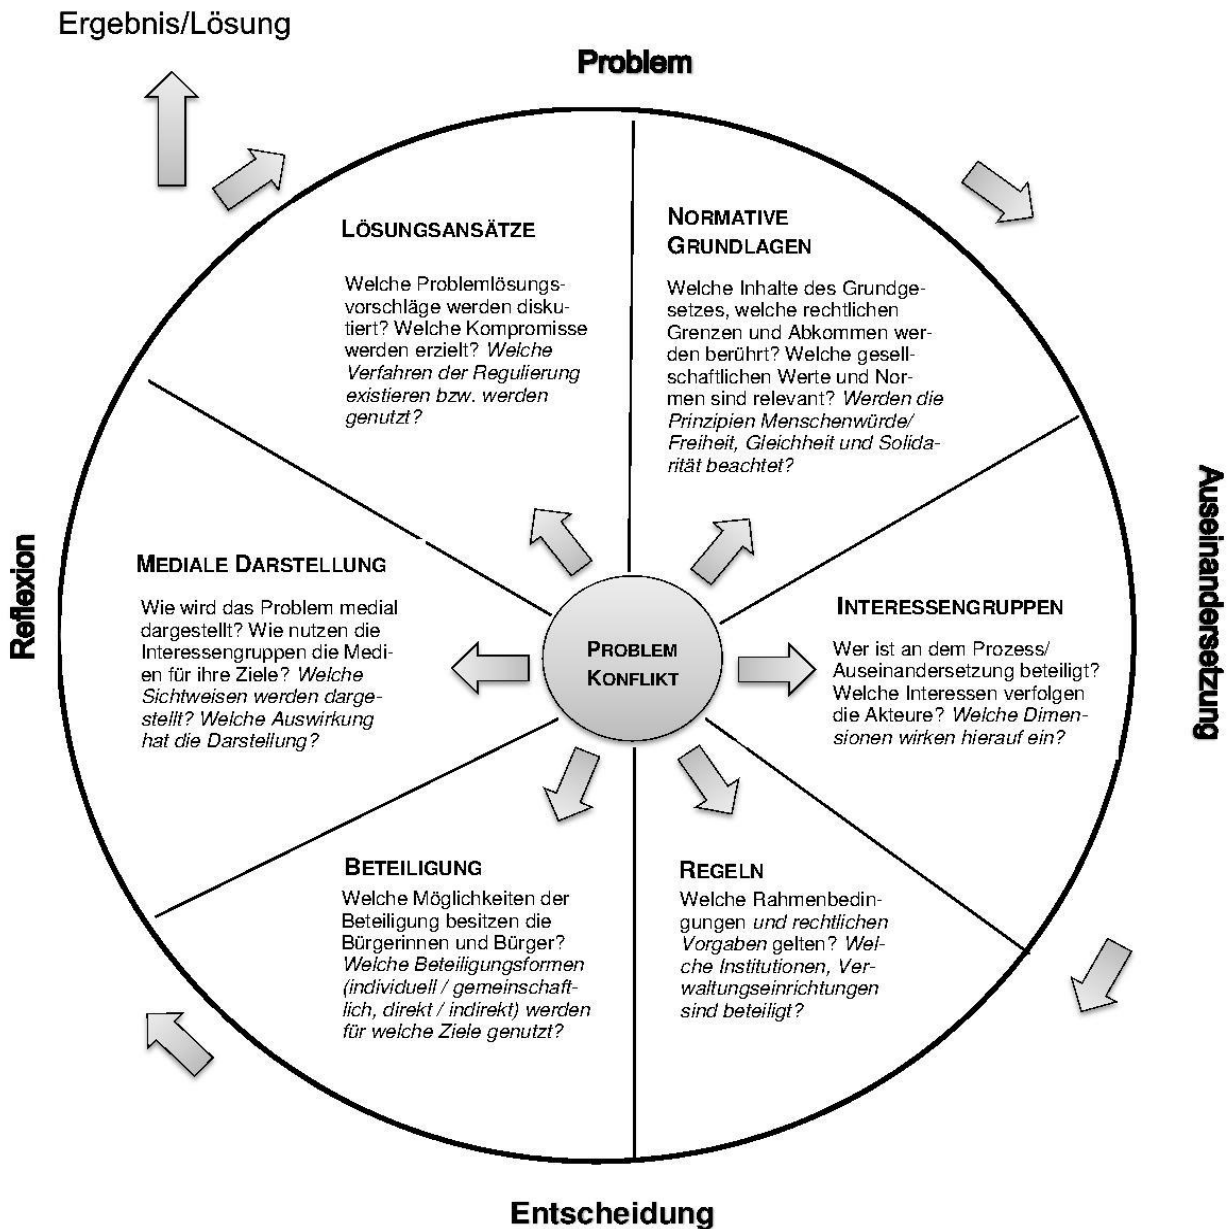 Ergebnis/Lösung
Problem
LÖSUNGSANSÄTZE
Welche Problemlösungs-
vorschläge werden disku-
tiert? Welche Kompromisse
werden erzielt? Welche
Verfahren der Regulierung
existieren bzw. werden
genutzt?
NORMATIVE
GRUNDLAGEN
Welche Inhalte des Grundge-
setzes, welche rechtlichen
Grenzen und Abkommen wer-
den berührt? Welche gesell-
schaftlichen Werte und Nor-
men sind relevant? Werden die
Prinzipien Menschenwürde/
Freiheit, Gleichheit und Solida-
rität beachtet?
Auseinandersetzung
INTERESSENGRUPPEN
Wer ist an dem Prozess/
Auseinandersetzung beteiligt?
Welche Interessen verfolgen
die Akteure? Welche Dimen-
sionen wirken hierauf ein?
PROBLEM
KONFLIKT
Reflexion
MEDIALE DARSTELLUNG
Wie wird das Problem medial
dargestellt? Wie nutzen die
Interessengruppen die Medi-
en für ihre Ziele? Welche
Sichtweisen werden darge-
stellt? Welche Auswirkung
hat die Darstellung?
BETEILIGUNG
Welche Möglichkeiten der
Beteiligung besitzen die
Bürgerinnen und Bürger?
Welche Beteiligungsformen
(individuell / gemeinschaft-
lich, direkt / indirekt) werden
für welche Ziele genutzt?
REGELN
Welche Rahmenbedin-
gungen und rechtlichen
Vorgaben gelten? Wel-
che Institutionen, Ver-
waltungseinrichtungen
sind beteiligt?
Entscheidung